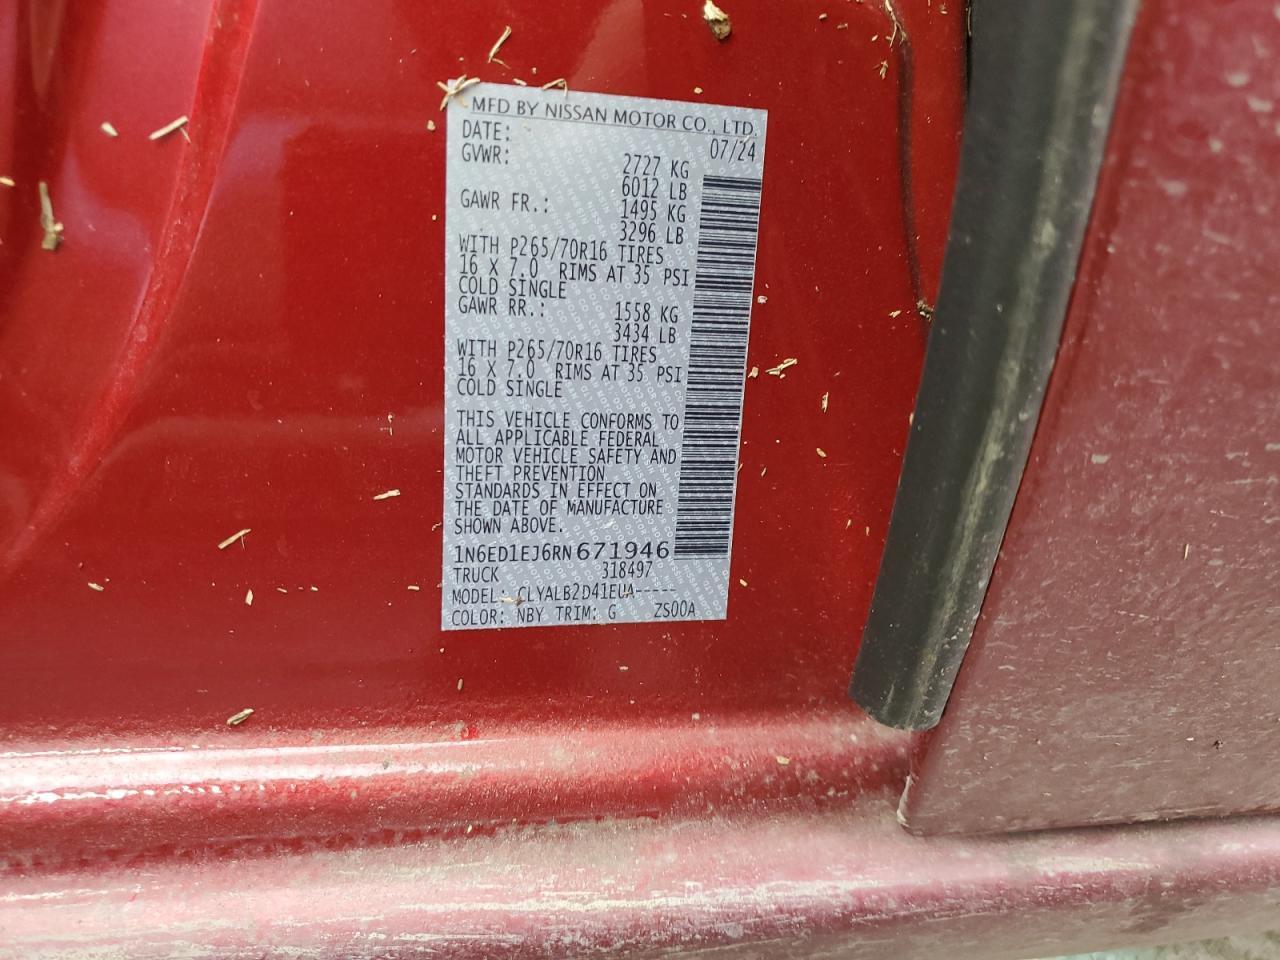 MFD BY NISSAN MOTOR CO., LTD.
DATE: 07/24
GVWR: 2727 KG
6012 LB
GAWR FR.: 1495 KG
3296 LB
WITH P265/70R16 TIRES
16 X 7.0 RIMS AT 35 PSI
COLD SINGLE
GAWR RR.: 1558 KG
3434 LB
WITH P265/70R16 TIRES
16 X 7.0 RIMS AT 35 PSI
COLD SINGLE
THIS VEHICLE CONFORMS TO
ALL APPLICABLE FEDERAL
MOTOR VEHICLE SAFETY AND
THEFT PREVENTION
STANDARDS IN EFFECT ON
THE DATE OF MANUFACTURE
SHOWN ABOVE.
1N6ED1EJ6RN671946
TRUCK 318497
MODEL: CLYALB2D41EUA-----
COLOR: NBY TRIM: G ZS00A